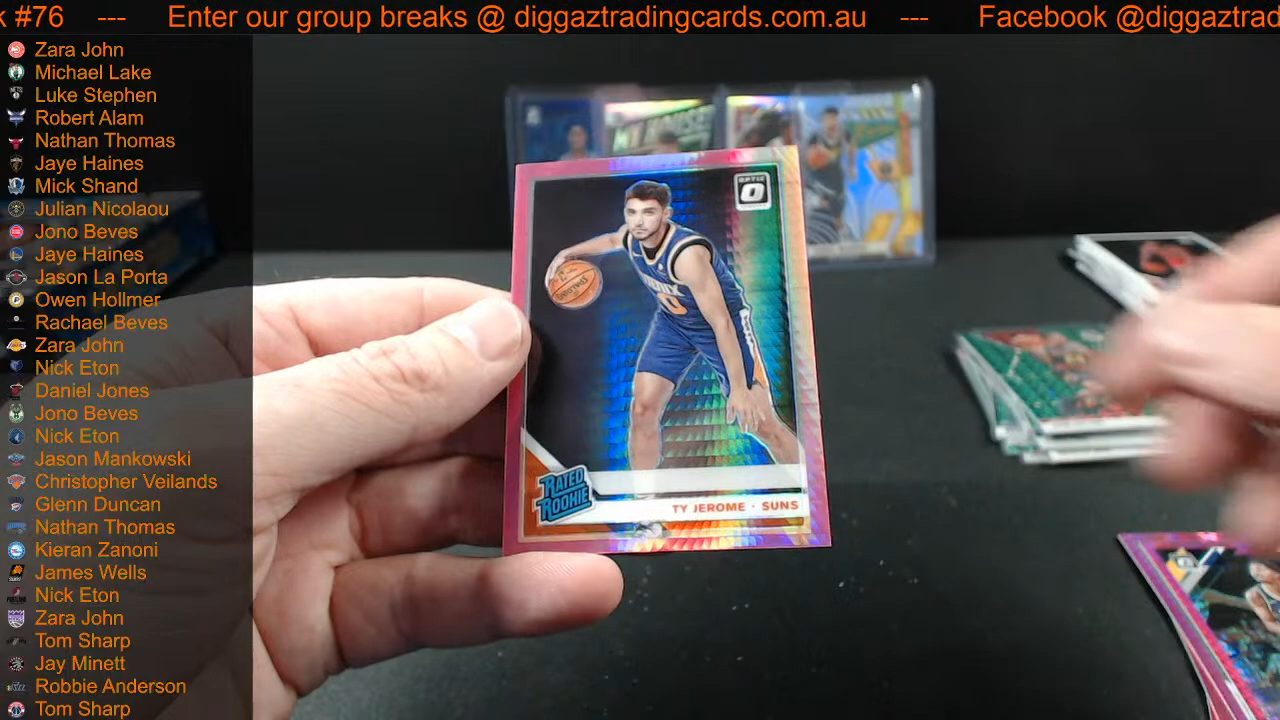 k #76 --- Enter our group breaks @ diggaztradingcards.com.au --- Facebook @diggaztrad
Zara John
Michael Lake
Luke Stephen
Robert Alam
Nathan Thomas
Jaye Haines
Mick Shand
Julian Nicolaou
Jono Beves
Jaye Haines
Jason La Porta
Owen Hollmer
Rachael Beves
Zara John
Nick Eton
Daniel Jones
Jono Beves
Nick Eton
Jason Mankowski
Christopher Veilands
Glenn Duncan
Nathan Thomas
Kieran Zanoni
James Wells
Nick Eton
Zara John
Tom Sharp
Jay Minett
Robbie Anderson
Tom Sharp
OPTIC
SPALDING
RATED
ROOKIE
TY JEROME · SUNS